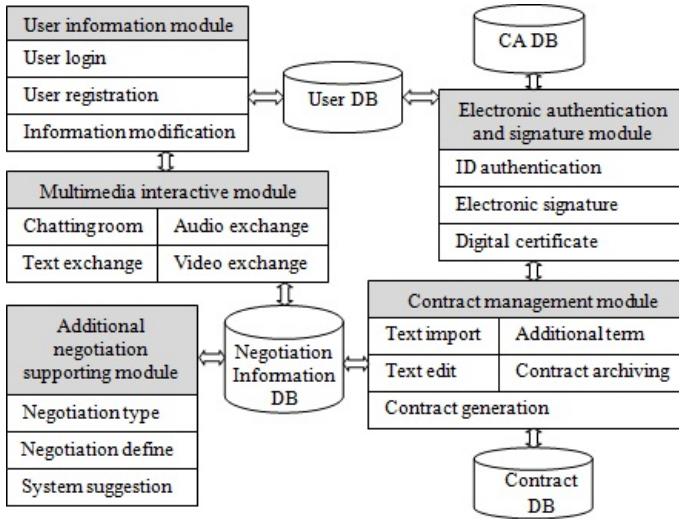 User information module
User login
User registration
Information modification
User DB
CA DB
Electronic authentication
and signature module
ID authentication
Electronic signature
Digital certificate
Multimedia interactive module
Chatting room
Audio exchange
Text exchange
Video exchange
Additional
negotiation
supporting module
Negotiation type
Negotiation define
System suggestion
Negotiation
Information
DB
Contract management module
Text import
Additional term
Text edit
Contract archiving
Contract generation
Contract
DB